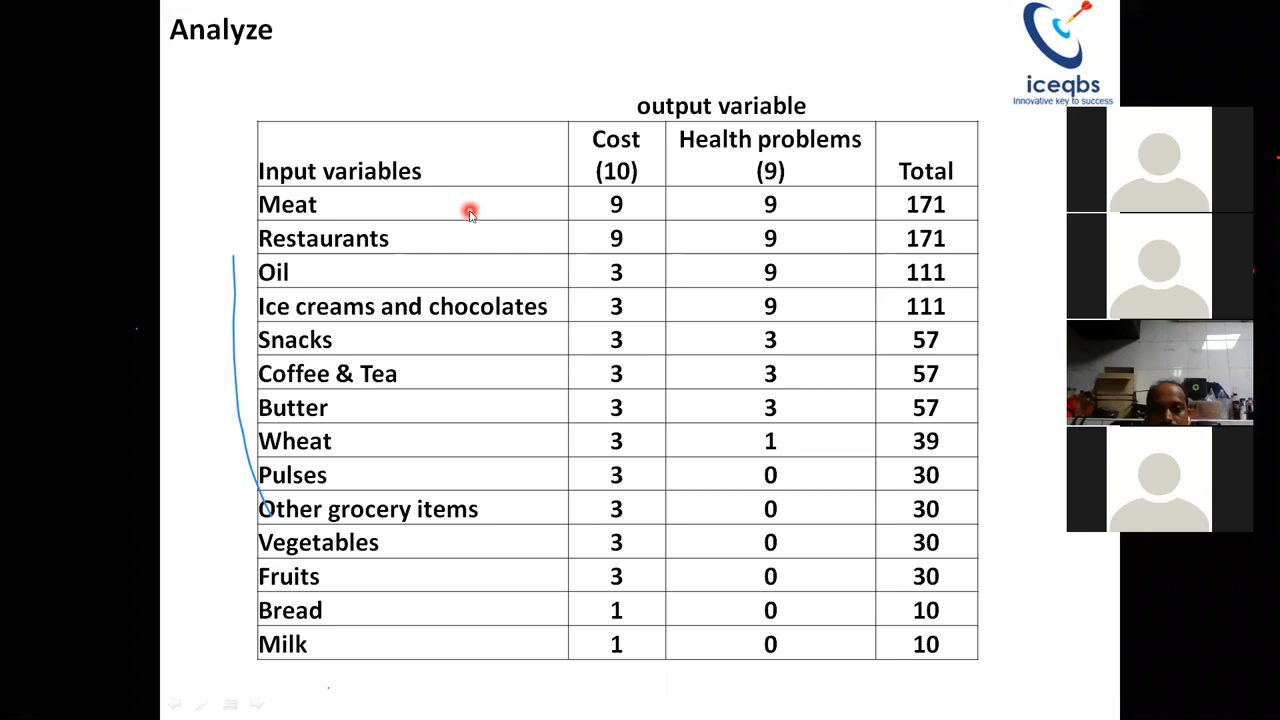 Analyze
iceqbs
Innovative key to success
output variable
Input variables Cost (10) Health problems (9) Total
Meat 9 9 171
Restaurants 9 9 171
Oil 3 9 111
Ice creams and chocolates 3 9 111
Snacks 3 3 57
Coffee & Tea 3 3 57
Butter 3 3 57
Wheat 3 1 39
Pulses 3 0 30
Other grocery items 3 0 30
Vegetables 3 0 30
Fruits 3 0 30
Bread 1 0 10
Milk 1 0 10